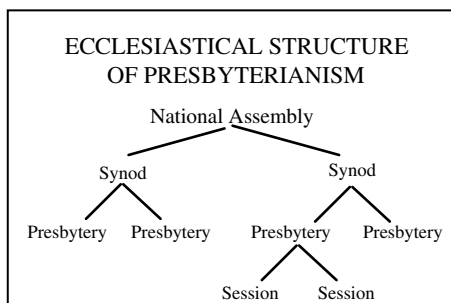 ECCLESIASTICAL STRUCTURE
OF PRESBYTERIANISM
National Assembly
Synod Synod
Presbytery Presbytery Presbytery Presbytery
Session Session